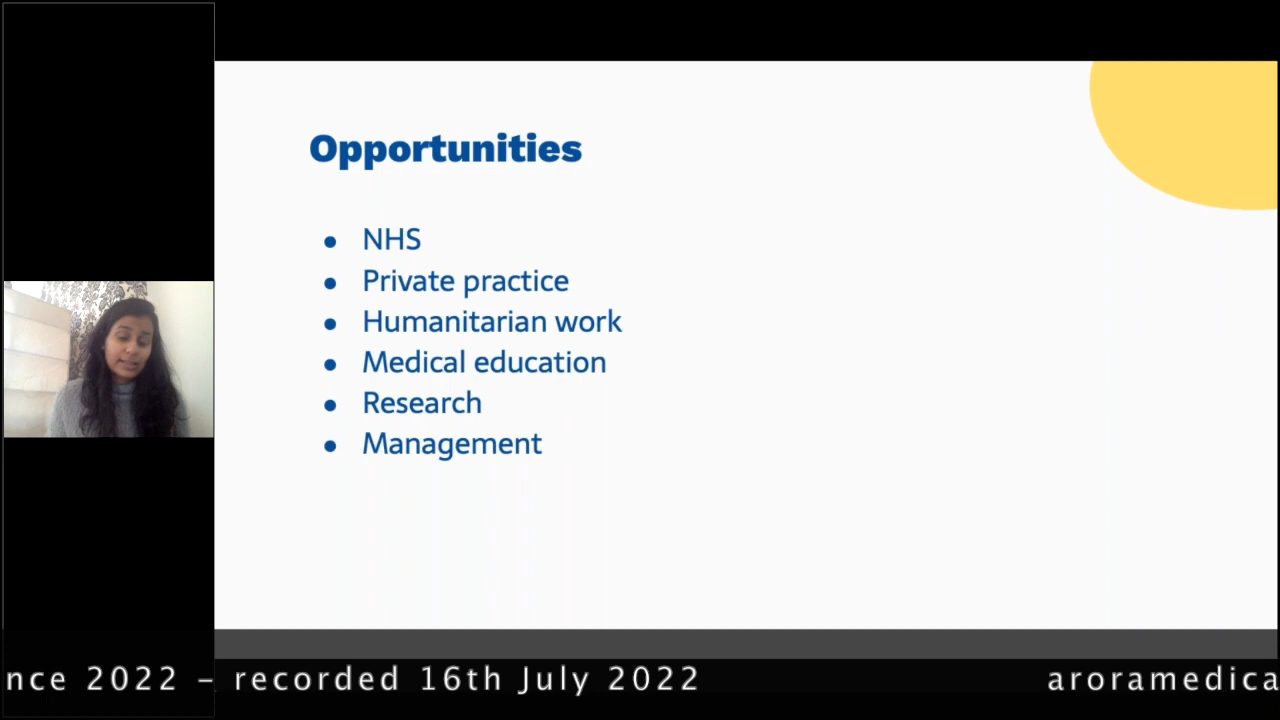 Opportunities
● NHS
● Private practice
● Humanitarian work
● Medical education
● Research
● Management
nce 2022 – recorded 16th July 2022 aroramedica